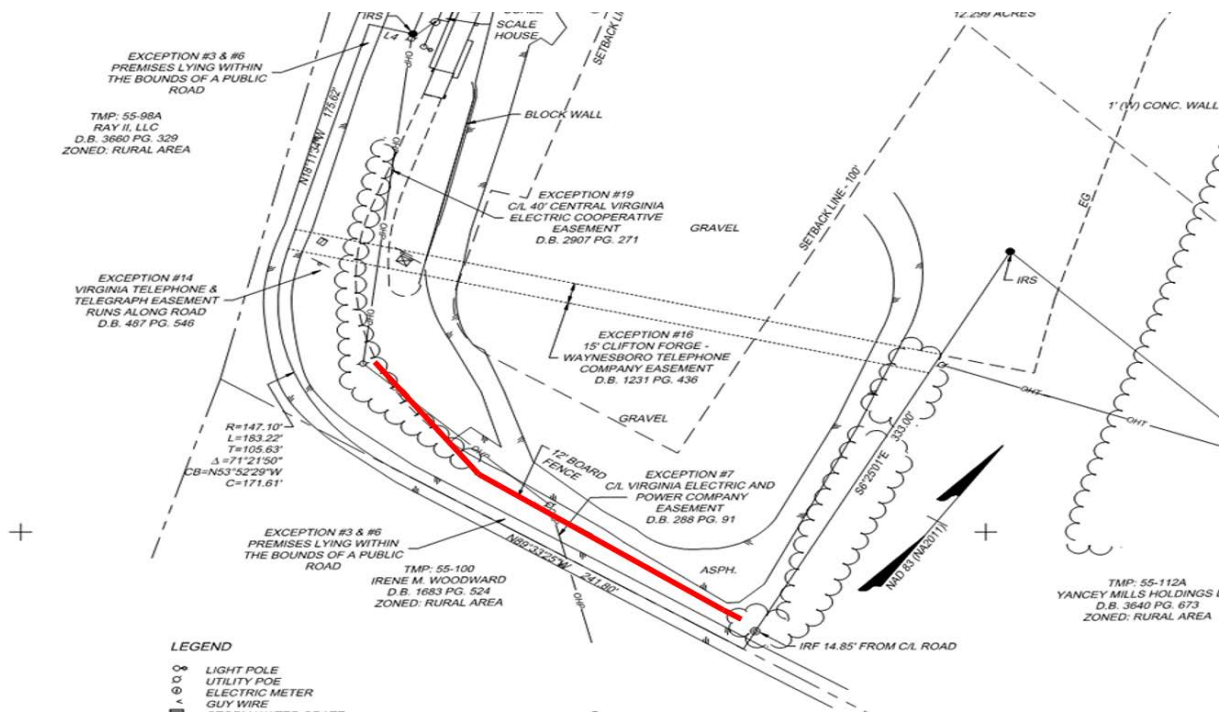 IRS
L4
SCALE
HOUSE
SETBACK LINE
12.299 ACRES
EXCEPTION #3 & #6
PREMISES LYING WITHIN
THE BOUNDS OF A PUBLIC
ROAD
TMP: 55-98A
RAY II, LLC
D.B. 3660 PG. 329
ZONED: RURAL AREA
N18°11'34"W 175.62'
OHP
BLOCK WALL
1' (W) CONC. WALL
OHP
EXCEPTION #19
C/L 40' CENTRAL VIRGINIA
ELECTRIC COOPERATIVE
EASEMENT
D.B. 2907 PG. 271
GRAVEL
SETBACK LINE - 100'
EG
OHP
EXCEPTION #14
VIRGINIA TELEPHONE &
TELEGRAPH EASEMENT
RUNS ALONG ROAD
D.B. 487 PG. 546
IRS
OHP
EXCEPTION #16
15' CLIFTON FORGE -
WAYNESBORO TELEPHONE
COMPANY EASEMENT
D.B. 1231 PG. 436
OHT
OHT
GRAVEL
R=147.10'
L=183.22'
T=105.63'
Δ=71°21'50"
CB=N53°52'29"W
C=171.61'
OHP
12' BOARD
FENCE
EXCEPTION #7
C/L VIRGINIA ELECTRIC AND
POWER COMPANY
EASEMENT
D.B. 288 PG. 91
S6°25'01"E 333.00'
NAD 83 (NA2011)
EXCEPTION #3 & #6
PREMISES LYING WITHIN
THE BOUNDS OF A PUBLIC
ROAD
N89°33'25"W 241.80'
TMP: 55-100
IRENE M. WOODWARD
D.B. 1683 PG. 524
ZONED: RURAL AREA
OHP
ASPH.
TMP: 55-112A
YANCEY MILLS HOLDINGS
D.B. 3640 PG. 673
ZONED: RURAL AREA
IRF 14.85' FROM C/L ROAD
LEGEND
LIGHT POLE
UTILITY POE
ELECTRIC METER
GUY WIRE